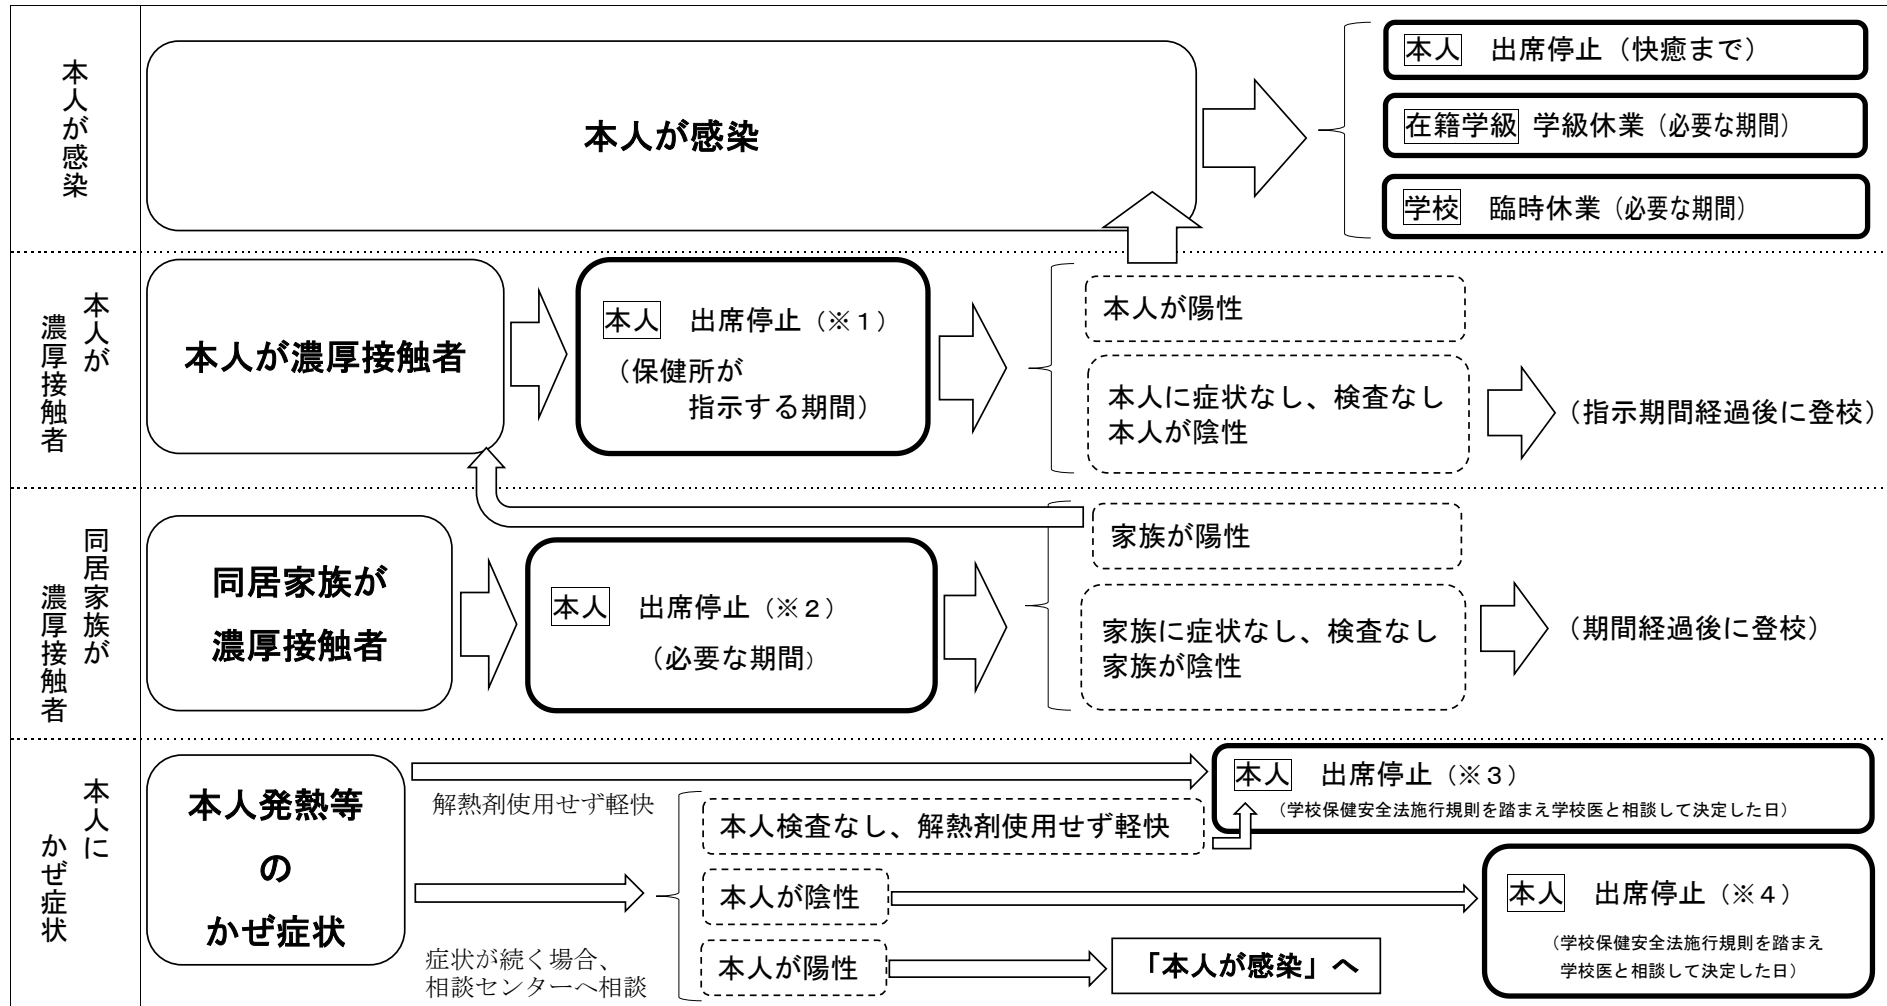 本人が感染
本人が感染
本人 出席停止（快癒まで）
在籍学級 学級休業（必要な期間）
学校 臨時休業（必要な期間）
本人が
濃厚接触者
本人が濃厚接触者
本人 出席停止（※１）
（保健所が
指示する期間）
本人が陽性
本人に症状なし、検査なし
本人が陰性
（指示期間経過後に登校）
同居家族が
濃厚接触者
同居家族が
濃厚接触者
本人 出席停止（※２）
（必要な期間）
家族が陽性
家族に症状なし、検査なし
家族が陰性
（期間経過後に登校）
本人に
かぜ症状
本人発熱等
の
かぜ症状
解熱剤使用せず軽快
本人 出席停止（※３）
（学校保健安全法施行規則を踏まえ学校医と相談して決定した日）
症状が続く場合、
相談センターへ相談
本人検査なし、解熱剤使用せず軽快
本人が陰性
本人 出席停止（※４）
（学校保健安全法施行規則を踏まえ
学校医と相談して決定した日）
本人が陽性
「本人が感染」へ